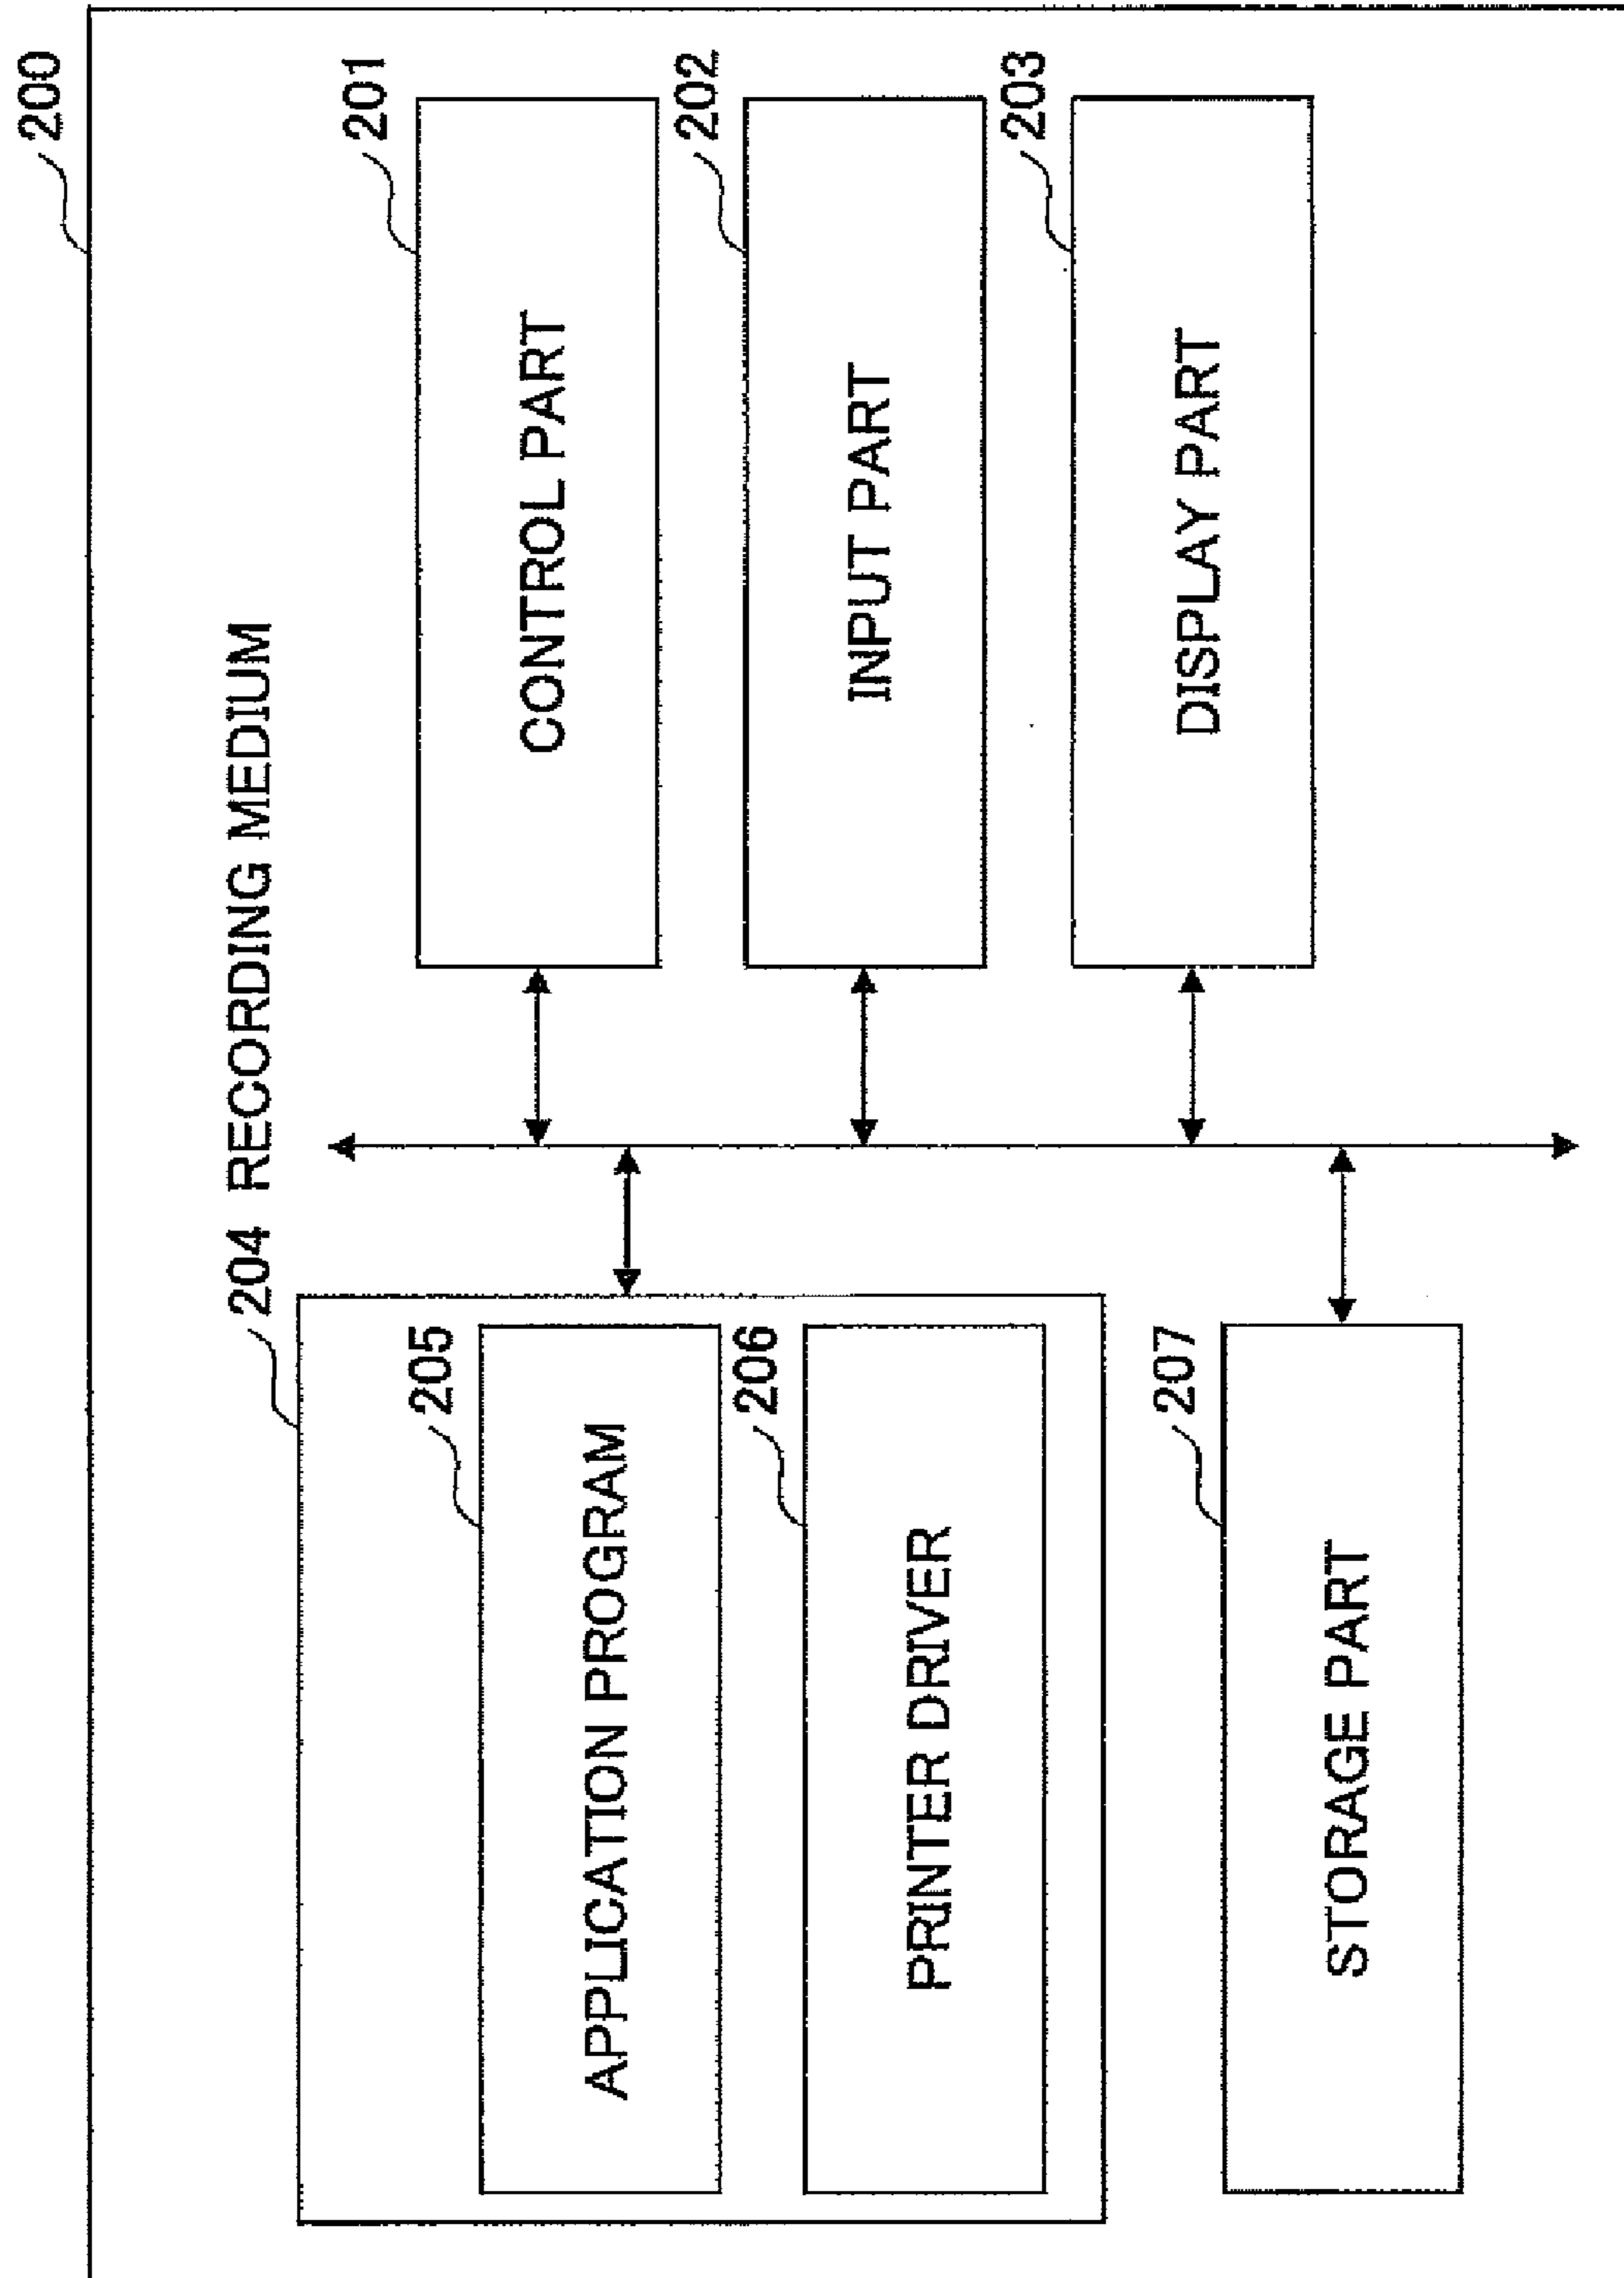 200
204 RECORDING MEDIUM
205
APPLICATION PROGRAM
206
PRINTER DRIVER
207
STORAGE PART
201
CONTROL PART
202
INPUT PART
203
DISPLAY PART